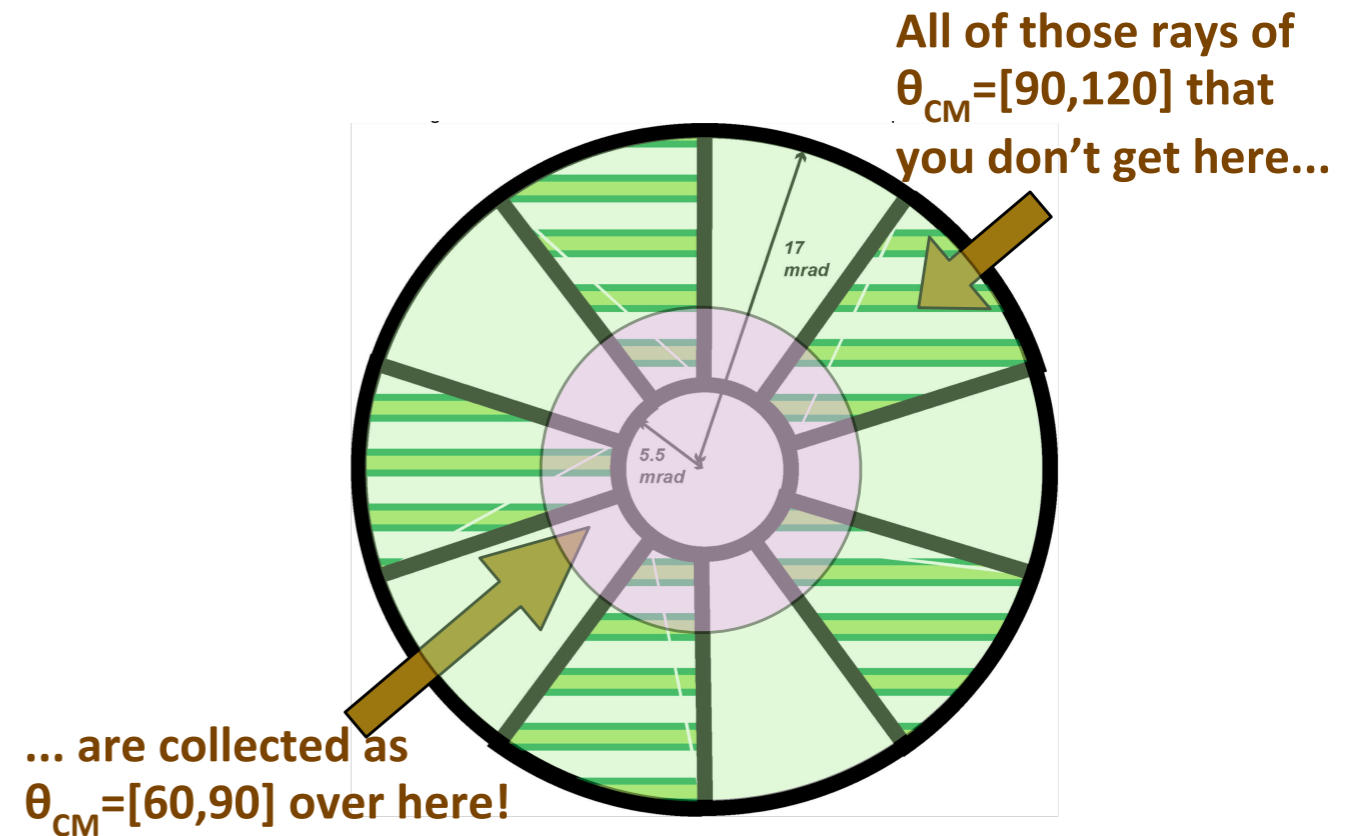 All of those rays of
θCM=[90,120] that
you don’t get here...
17
mrad
5.5
mrad
... are collected as
θCM=[60,90] over here!